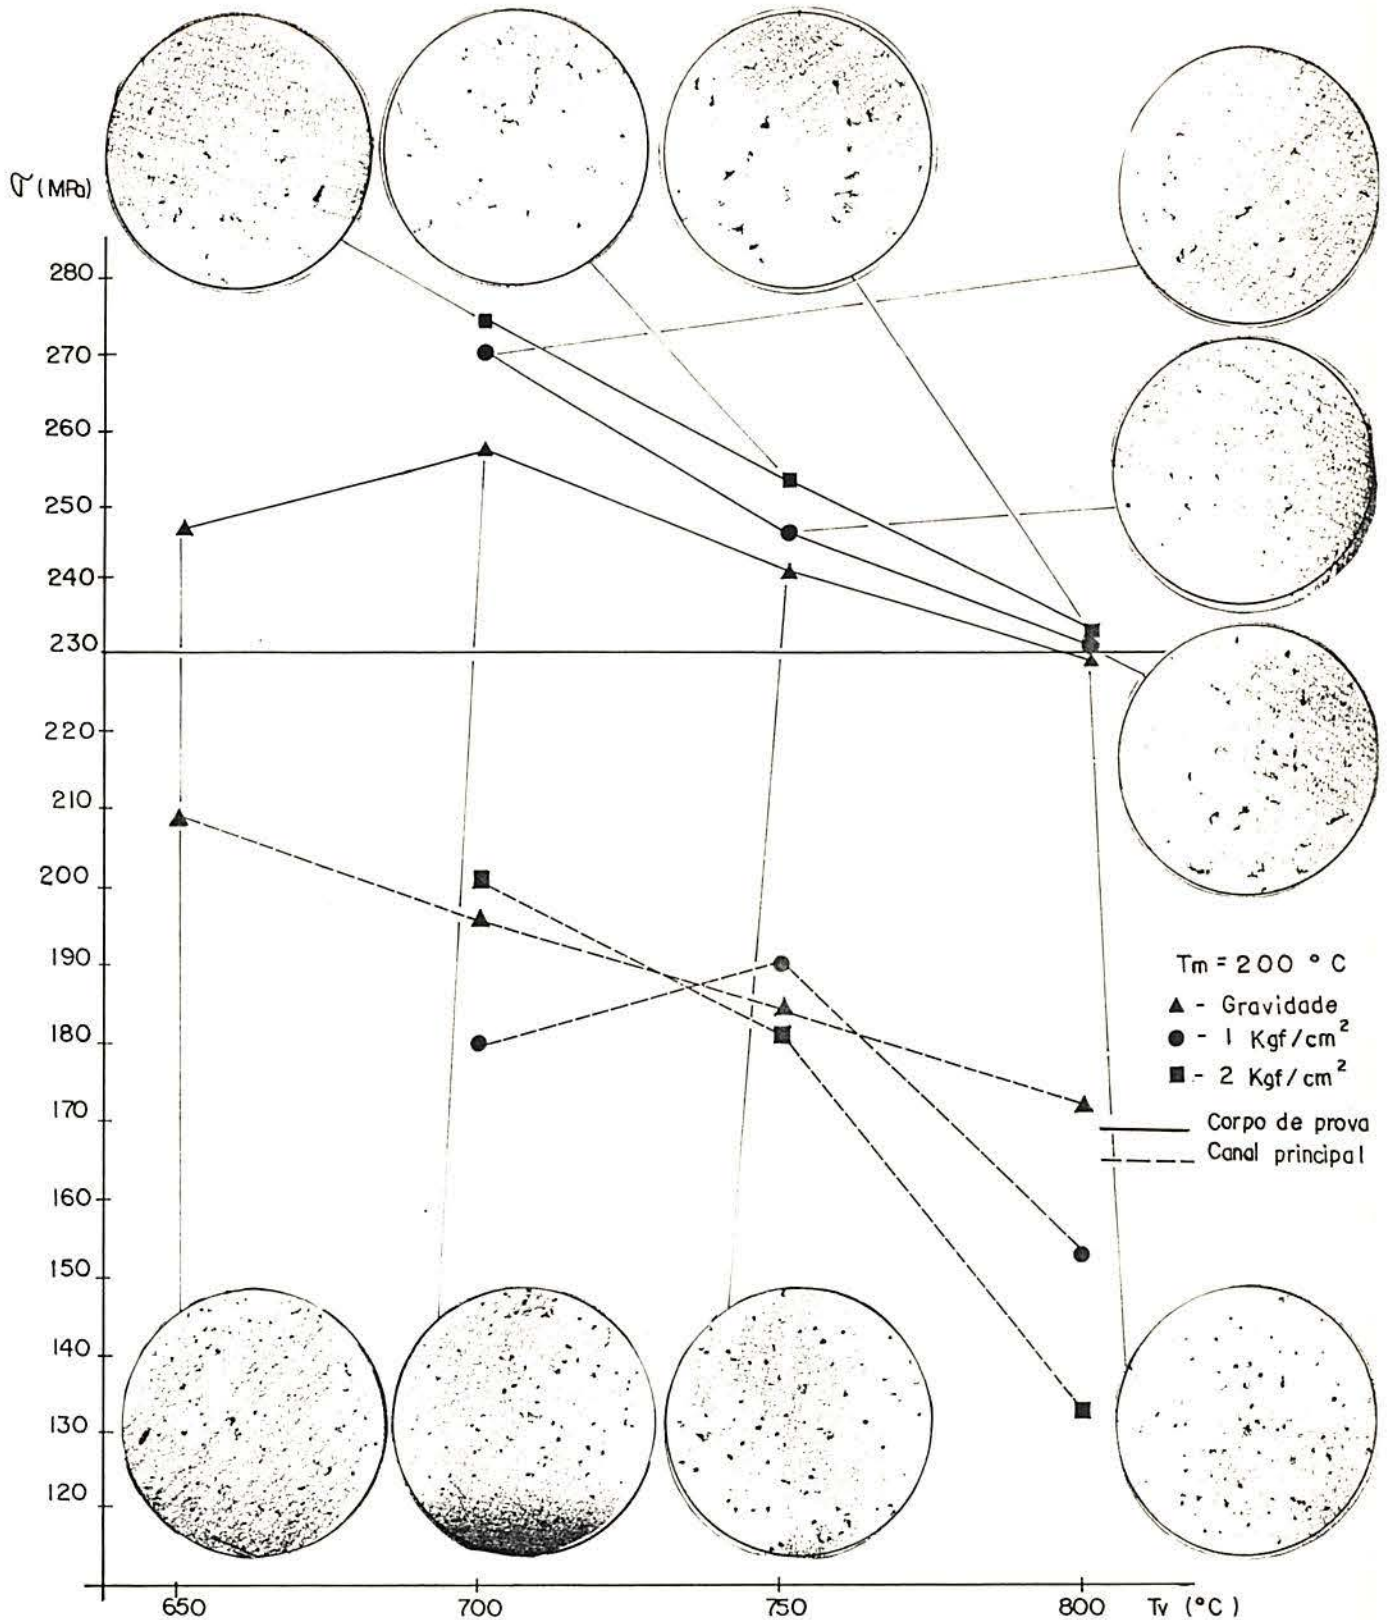 σ (MPa)
280
270
260
250
240
230
220
210
200
190
180
170
160
150
140
130
120
650 700 750 800 Tv (°C)
Tm = 200 °C
▲ - Gravidade
● - 1 Kgf/cm²
■ - 2 Kgf/cm²
Corpo de prova
Canal principal